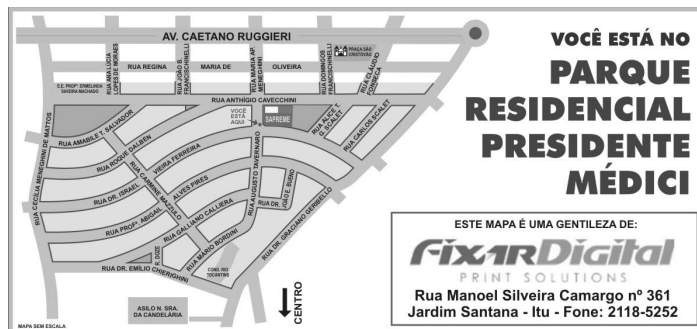 AV. CAETANO RUGGIERI
RUA ANA LÚCIA
LOPES DE MORAES
RUA JOÃO B.
FRANCISCHINELLI
RUA MARIA AP.
MENEGHINI
RUA DOMINGOS
FRANCISCHINELLI
PRAÇA SÃO
CRISTÓVÃO
RUA CLÁUDIO
FONSECA
RUA REGINA MARIA DE OLIVEIRA
E.E. PROFª. ERMELINDA
SILVEIRA MACHADO
RUA ANTHÍGIO CAVECCHINI
VOCÊ
ESTÁ
AQUI
SAPREME
RUA ALICE T.
G. SCALET
RUA CARLOS SCALET
RUA CECÍLIA MENEGHINI DE MATTOS
RUA AMABILE T. SALVADOR
RUA ROQUE DALBEN
RUA DR. ISRAEL VIEIRA FERREIRA
RUA CARMINE MAZZULO
RUA PROFª. ABIGAIL ALVES PIRES
RUA GALLIANO CALLIERA
RUA MÁRIO BORDINI
RUA AUGUSTO TAVERNARO
RUA DR. JOÃO E. BUENO
RUA DR. GRACIANO GERIBELLO
R. DOZE
RUA DR. EMÍLIO CHIERIGHINI
COND. RIO
TOCANTINS
ASILO N. SRA.
DA CANDELÁRIA
CENTRO
MAPA SEM ESCALA
VOCÊ ESTÁ NO
PARQUE
RESIDENCIAL
PRESIDENTE
MÉDICI
ESTE MAPA É UMA GENTILEZA DE:
FixarDigital
PRINT SOLUTIONS
Rua Manoel Silveira Camargo nº 361
Jardim Santana - Itu - Fone: 2118-5252